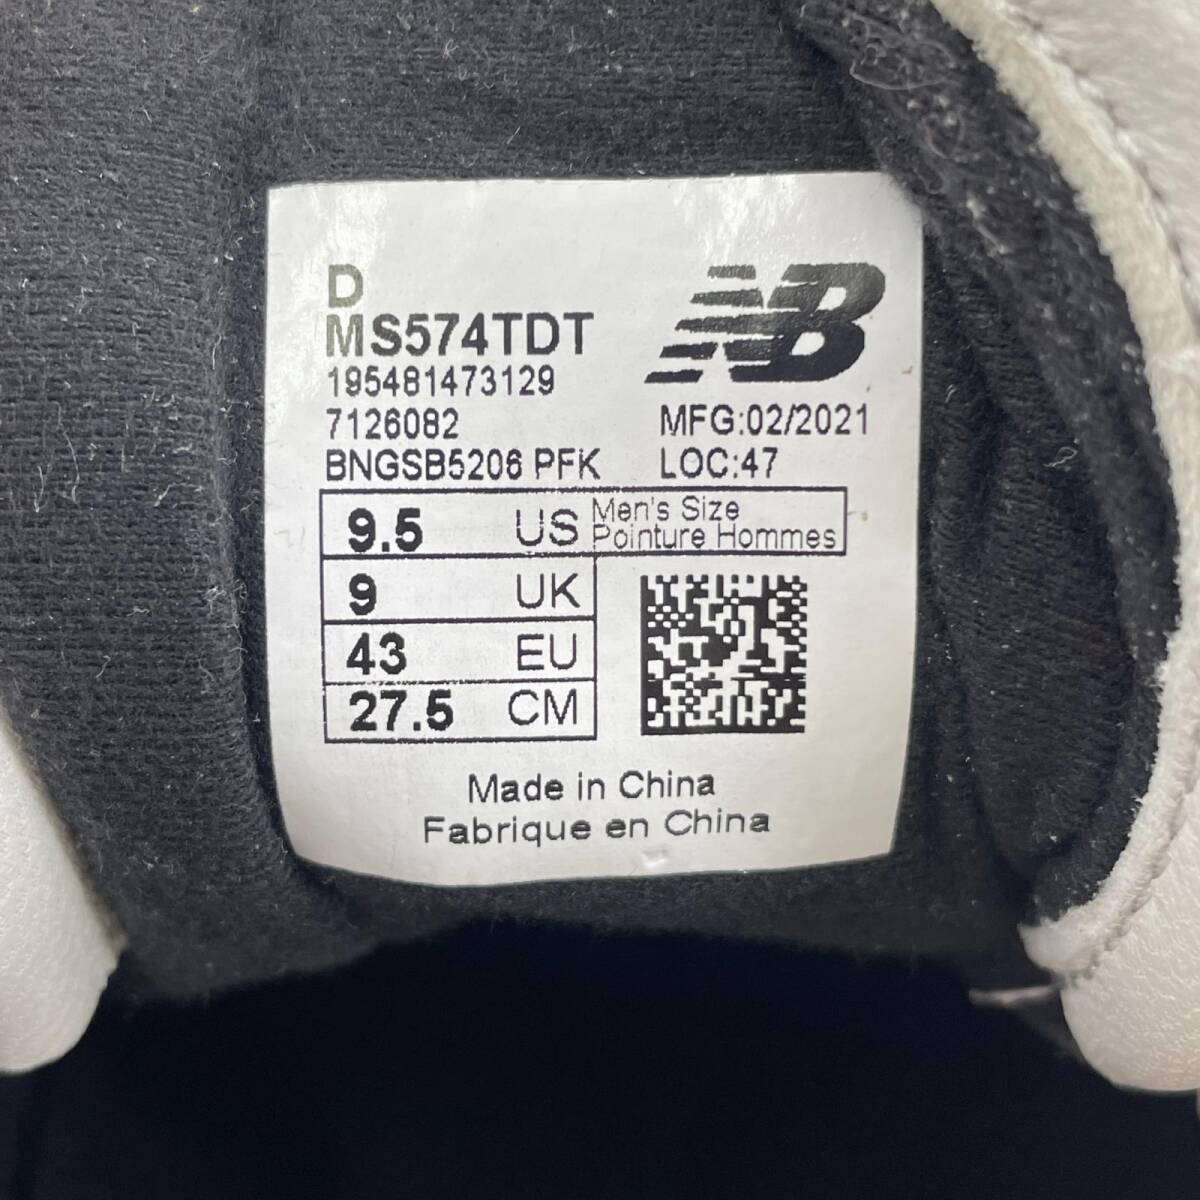 D
MS574TDT
195481473129
7126082
BNGSB5206 PFK
NB
MFG:02/2021
LOC:47
9.5 US Men's Size
Pointure Hommes
9 UK
43 EU
27.5 CM
Made in China
Fabrique en China